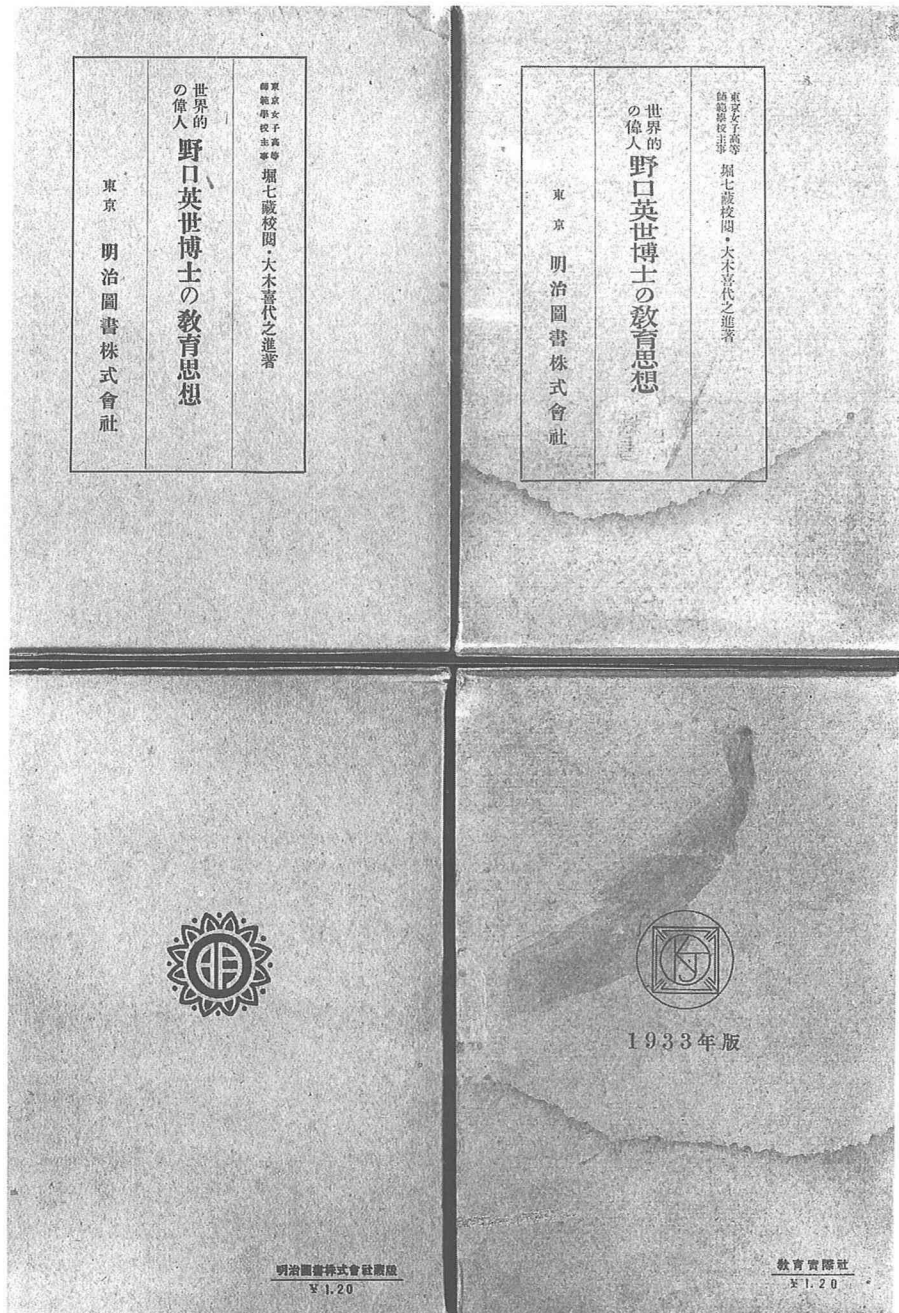 東京女子高等
師範學校主事
堀七藏校閲・大木喜代之進著
世界的
の偉人
野口英世博士の教育思想
東京 明治圖書株式會社
東京女子高等
師範學校主事
堀七藏校閲・大木喜代之進著
世界的
の偉人
野口英世博士の教育思想
東京 明治圖書株式會社
明
明治圖書株式會社藏版
¥1.20
KJ
1933年版
教育實際社
¥1.20